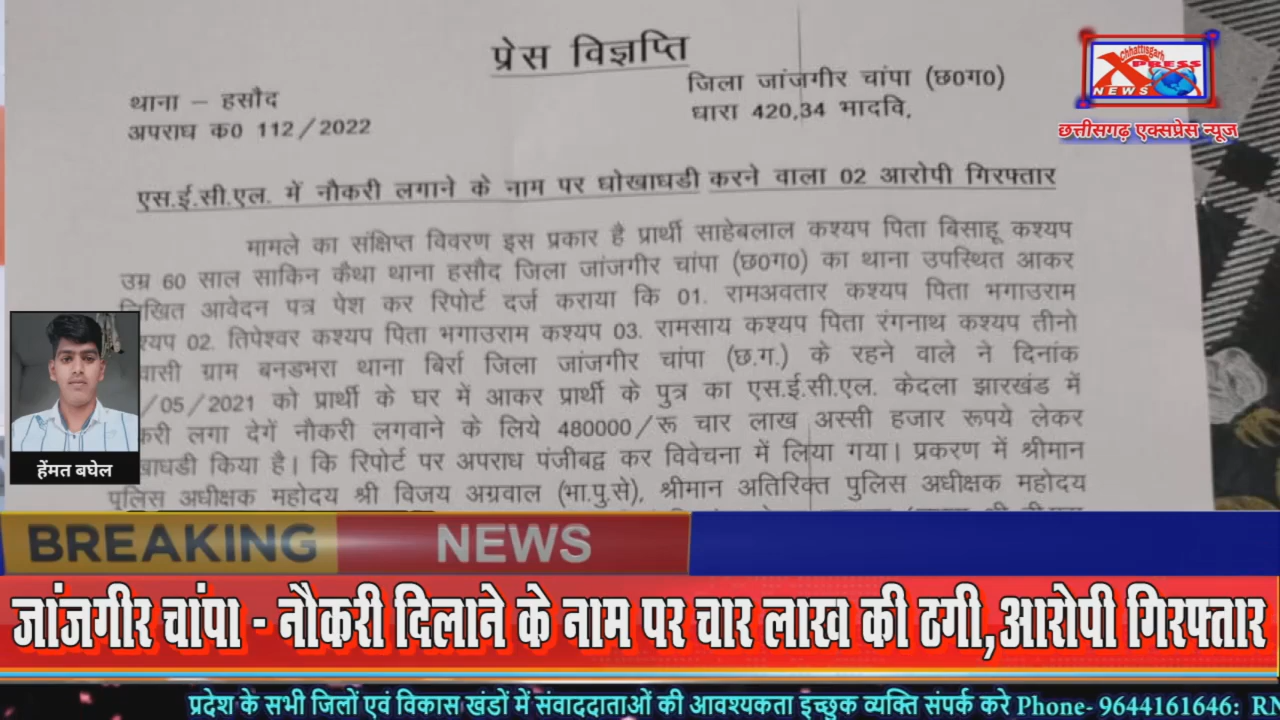 प्रेस विज्ञप्ति
थाना – हसौद
जिला जांजगीर चांपा (छ0ग0)
अपराध क0 112/2022
धारा 420,34 भादवि,
Chhattisgarh
XPRESS
NEWS
छत्तीसगढ़ एक्सप्रेस न्यूज
एस.ई.सी.एल. में नौकरी लगाने के नाम पर धोखाघडी करने वाला 02 आरोपी गिरफ्तार
मामले का संक्षिप्त विवरण इस प्रकार है प्रार्थी साहेबलाल कश्यप पिता बिसाहू कश्यप
उम्र 60 साल साकिन कैथा थाना हसौद जिला जांजगीर चांपा (छ0ग0) का थाना उपस्थित आकर
लिखित आवेदन पत्र पेश कर रिपोर्ट दर्ज कराया कि 01. रामअवतार कश्यप पिता भगाउराम
श्यप 02. तिपेश्वर कश्यप पिता भगाउराम कश्यप 03. रामसाय कश्यप पिता रंगनाथ कश्यप तीनो
वासी ग्राम बनडभरा थाना बिर्रा जिला जांजगीर चांपा (छ.ग.) के रहने वाले ने दिनांक
/05/2021 को प्रार्थी के घर में आकर प्रार्थी के पुत्र का एस.ई.सी.एल. केदला झारखंड में
करी लगा देगें नौकरी लगवाने के लिये 480000/रू चार लाख अस्सी हजार रूपये लेकर
खाघडी किया है। कि रिपोर्ट पर अपराध पंजीबद्व कर विवेचना में लिया गया। प्रकरण में श्रीमान
पुलिस अधीक्षक महोदय श्री विजय अग्रवाल (भा.पु.से), श्रीमान अतिरिक्त पुलिस अधीक्षक महोदय
हेंमत बघेल
BREAKING NEWS
जांजगीर चांपा - नौकरी दिलाने के नाम पर चार लाख की ठगी,आरोपी गिरफ्तार
प्रदेश के सभी जिलों एवं विकास खंडों में संवाददाताओं की आवश्यकता इच्छुक व्यक्ति संपर्क करे Phone- 9644161646: RN